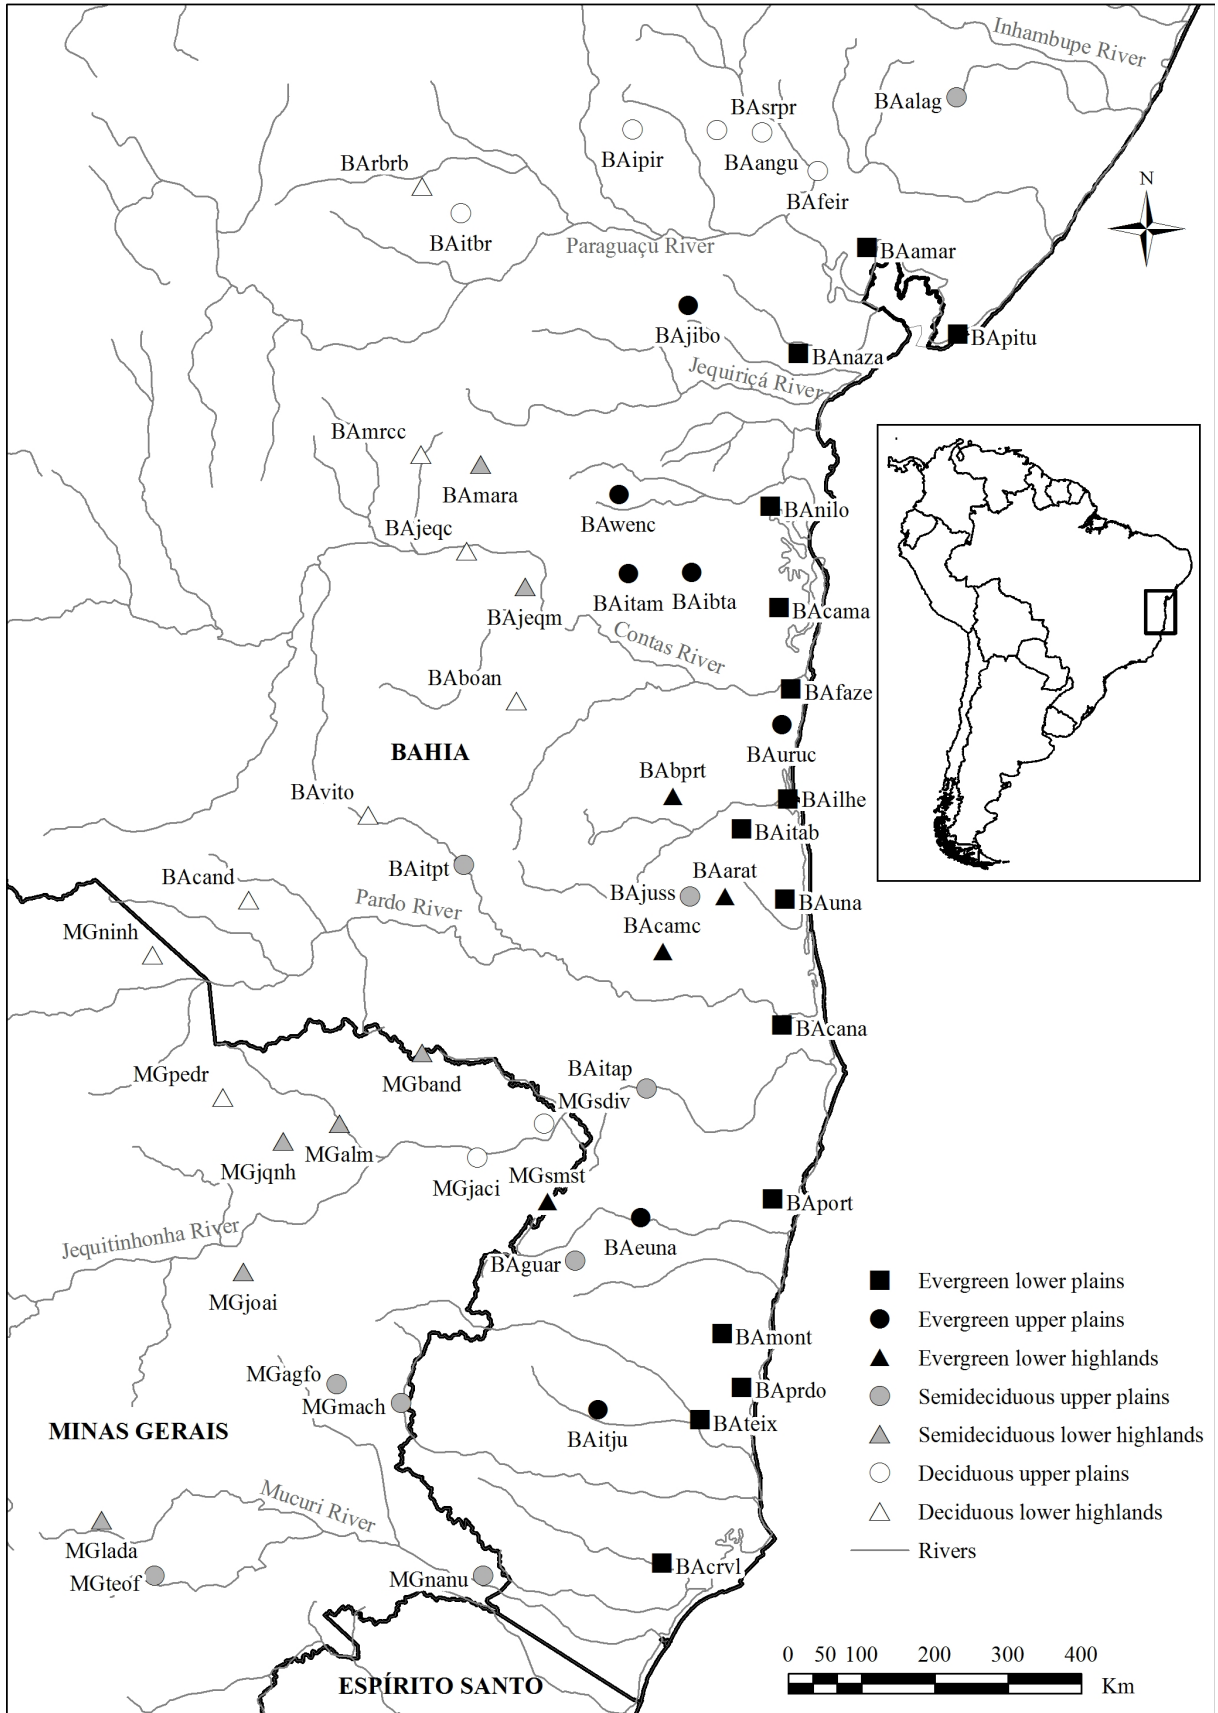 Inhambupe River
BAalag
BAsrpr
BAipir
BAangu
BArbrb
BAfeir
N
BAitbr
Paraguaçu River
BAamar
BAjibo
BApitu
BAnaza
Jequiriçá River
BAmrcc
BAmara
BAwenc
BAnilo
BAjeqc
BAitam
BAibta
BAcama
BAjeqm
Contas River
BAboan
BAfaze
BAHIA
BAuruc
BAbprt
BAvito
BAilhe
BAitab
BAitpt
BAarat
BAcand
BAjuss
BAuna
Pardo River
BAcamc
MGninh
BAcana
BAitap
MGpedr
MGband
MGsdiv
MGalm
MGjqnh
MGjaci
MGsmst
BAport
Jequitinhonha River
BAeuna
BAguar
Evergreen lower plains
MGjoai
Evergreen upper plains
BAmont
Evergreen lower highlands
MGagfo
BAprdo
Semideciduous upper plains
MGmach
BAteix
MINAS GERAIS
BAitju
Semideciduous lower highlands
Deciduous upper plains
Mucuri River
Deciduous lower highlands
MGlada
Rivers
MGteof
MGnanu
BAcrvl
0 50 100 200 300 400
ESPÍRITO SANTO
Km